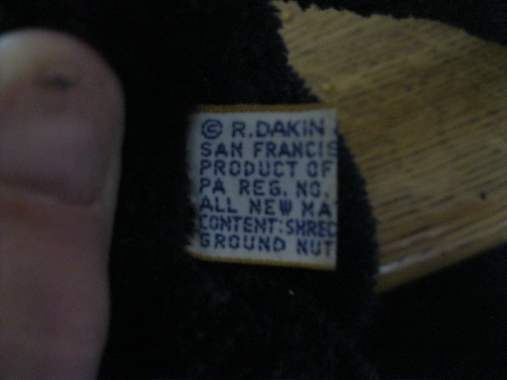 © R. DAKIN
SAN FRANCIS
PRODUCT OF
PA REG. NO.
ALL NEW MA
CONTENT: SHRED
GROUND NUT